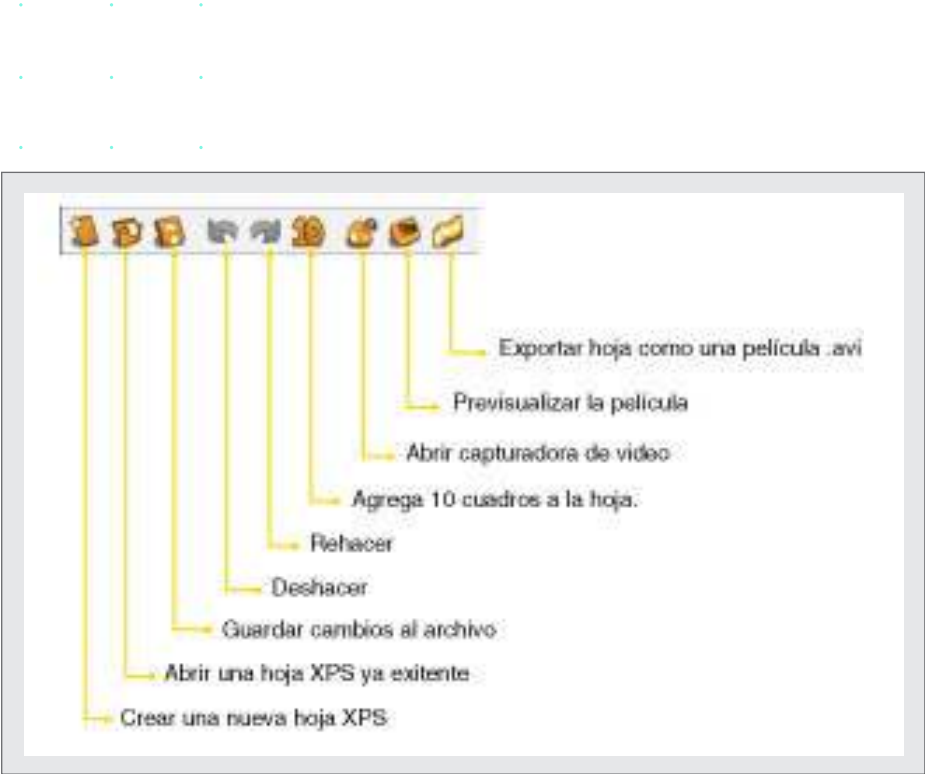 Exportar hoja como una película .avi
Previsualizar la película
Abrir capturadora de video
Agrega 10 cuadros a la hoja.
Rehacer
Deshacer
Guardar cambios al archivo
Abrir una hoja XPS ya exitente
Crear una nueva hoja XPS